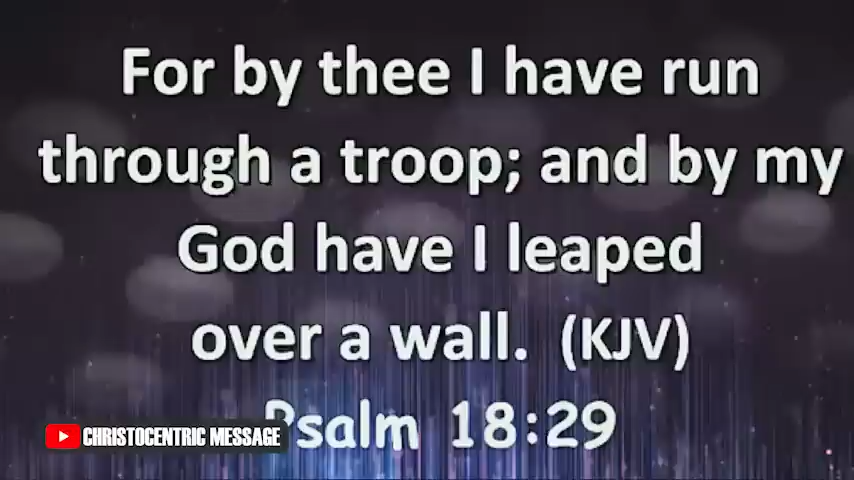 For by thee I have run
through a troop; and by my
God have I leaped
over a wall. (KJV)
Psalm 18:29
CHRISTOCENTRIC MESSAGE